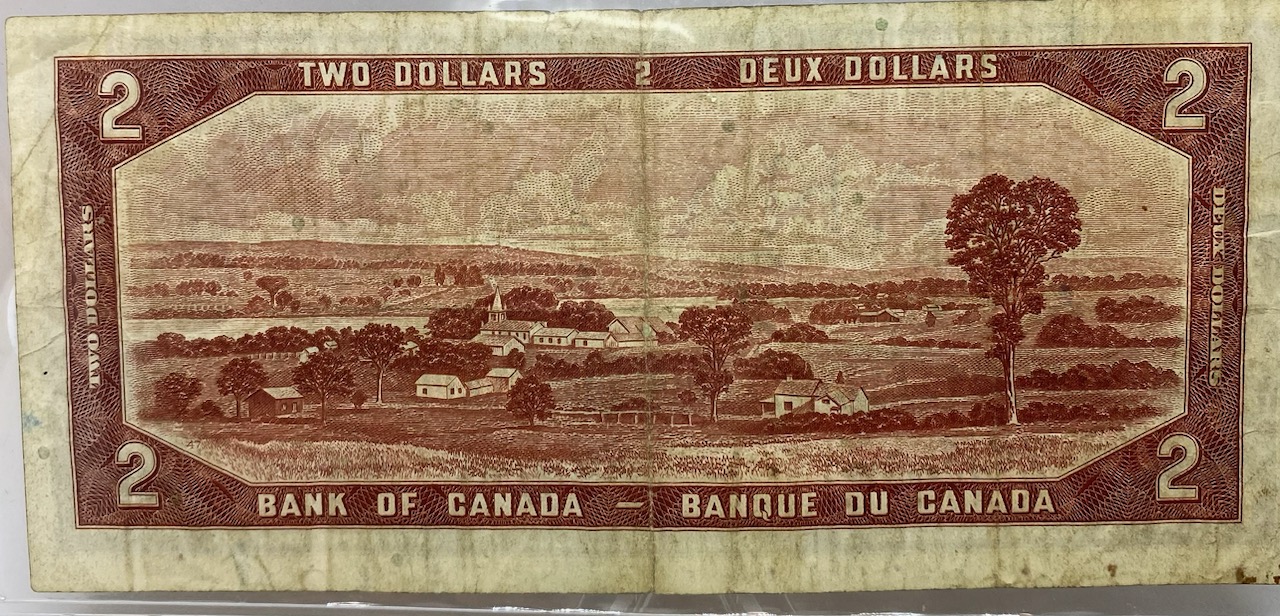 TWO DOLLARS 2 DEUX DOLLARS
2 2
TWO DOLLARS
DEUX DOLLARS
2 2
BANK OF CANADA – BANQUE DU CANADA